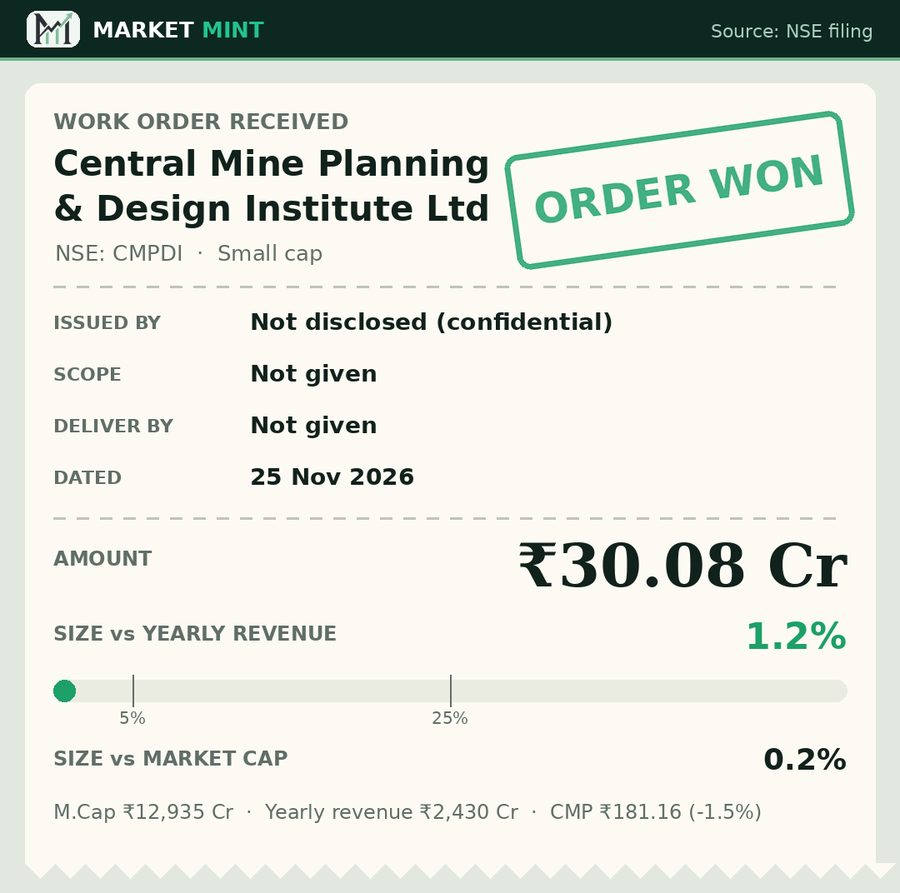 MARKET MINT
Source: NSE filing
WORK ORDER RECEIVED
Central Mine Planning
& Design Institute Ltd
ORDER WON
NSE: CMPDI · Small cap
ISSUED BY Not disclosed (confidential)
SCOPE Not given
DELIVER BY Not given
DATED 25 Nov 2026
AMOUNT ₹30.08 Cr
SIZE vs YEARLY REVENUE 1.2%
5% 25%
SIZE vs MARKET CAP 0.2%
M.Cap ₹12,935 Cr · Yearly revenue ₹2,430 Cr · CMP ₹181.16 (-1.5%)